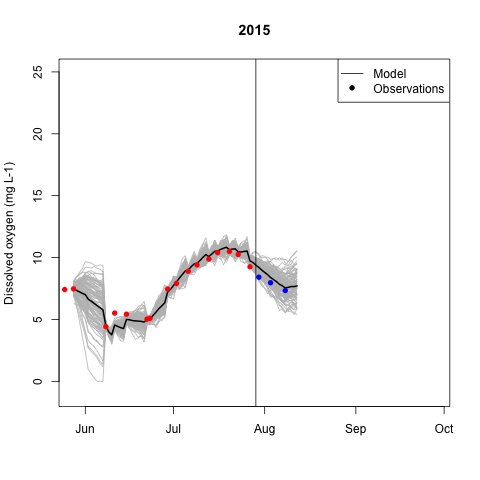 2015
Model
Observations
Dissolved oxygen (mg L-1)
25
20
15
10
5
0
Jun
Jul
Aug
Sep
Oct